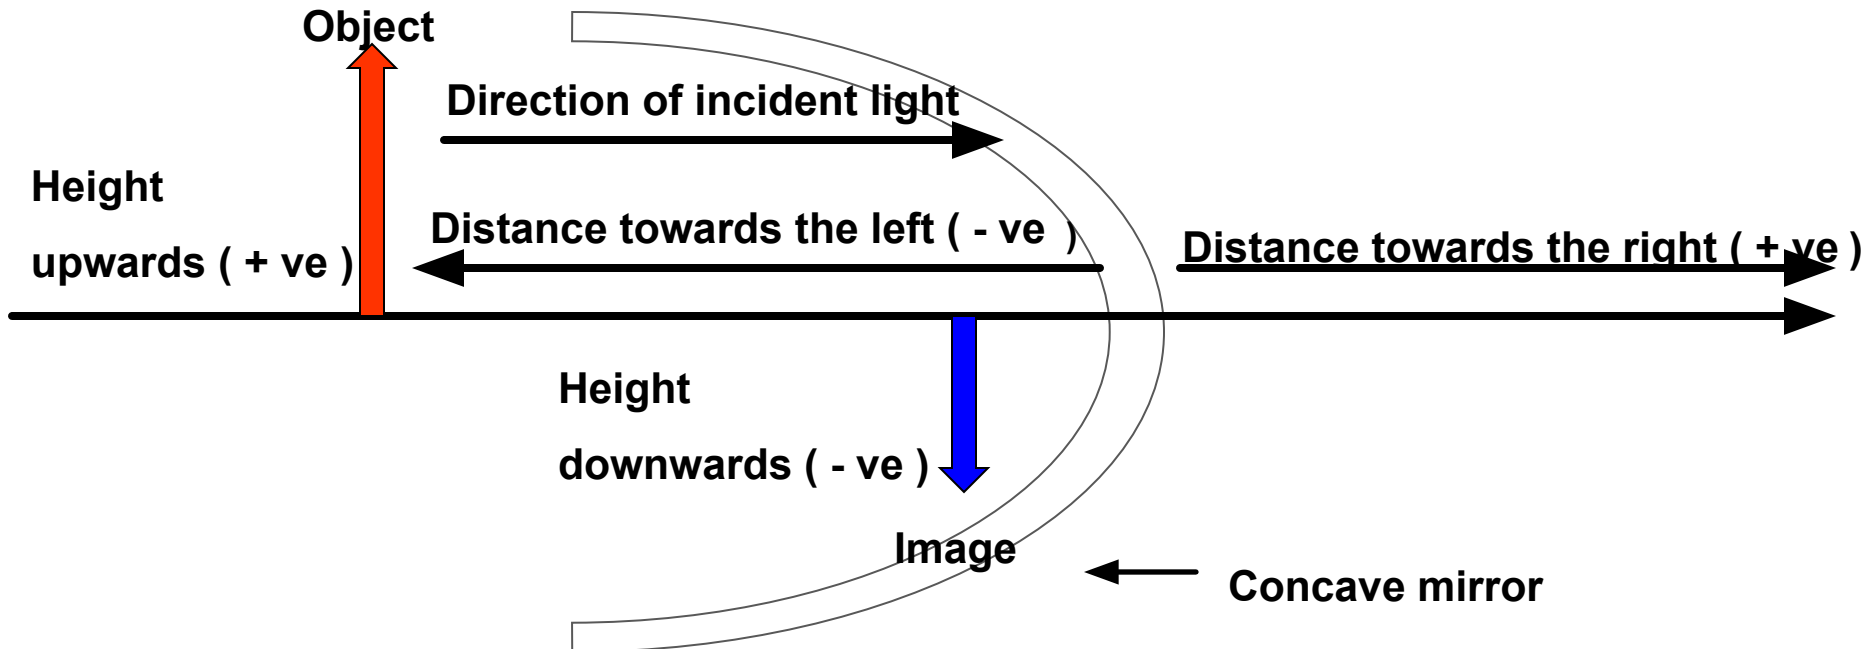 Object
Direction of incident light
Height
upwards ( + ve )
Distance towards the left ( - ve )
Distance towards the right ( + ve )
Height
downwards ( - ve )
Image
Concave mirror